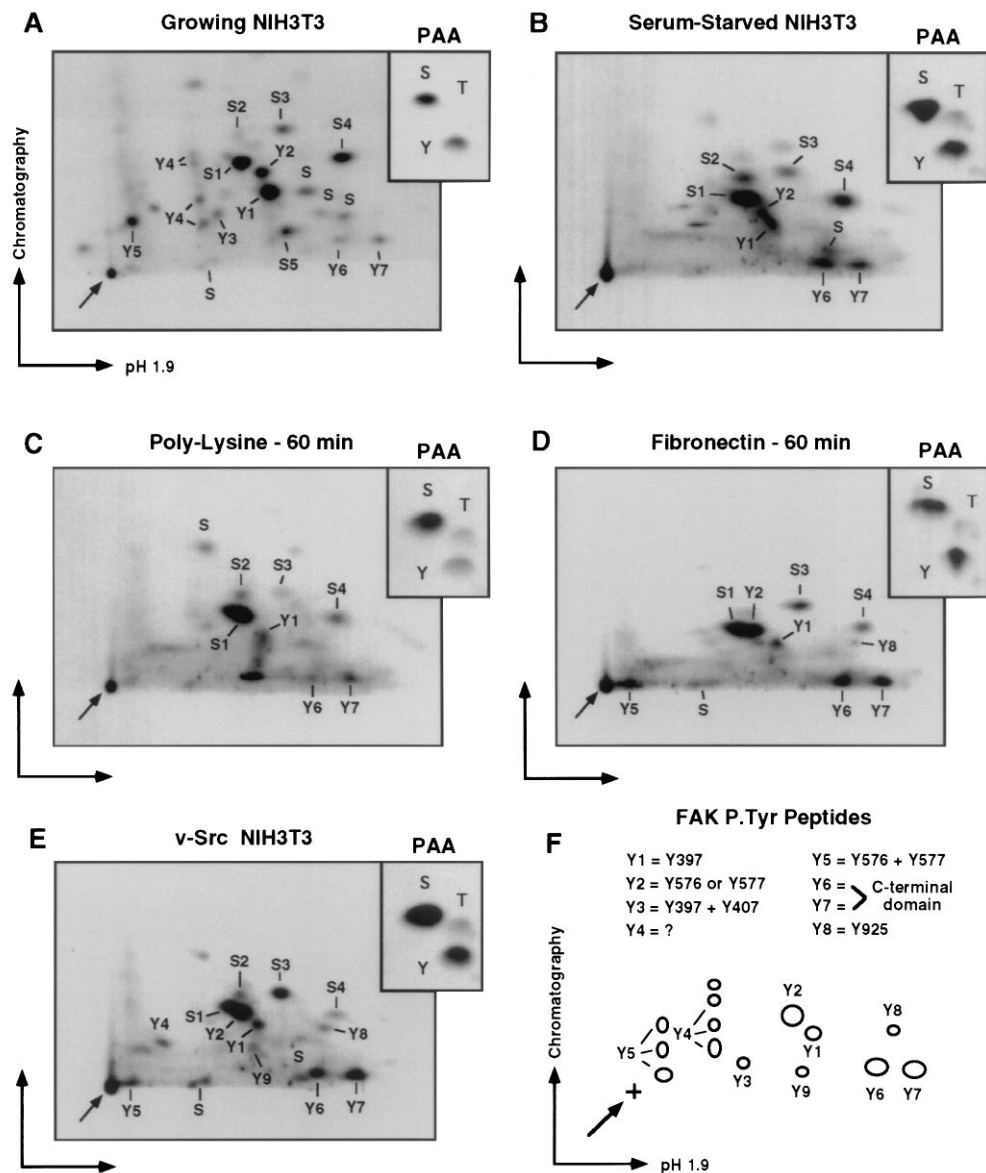 A
Growing NIH3T3
PAA
S
T
Y
S2
S3
S4
Y4
S1
Y2
S
S
S
Y1
Y4
Y5
Y3
S5
Y6
Y7
S
Chromatography
pH 1.9
B
Serum-Starved NIH3T3
PAA
S
T
Y
S2
S3
S4
S1
Y2
Y1
S
Y6
Y7
C
Poly-Lysine - 60 min
PAA
S
T
Y
S
S2
S3
S4
S1
Y1
Y6
Y7
D
Fibronectin - 60 min
PAA
S
T
Y
S3
S1 Y2
S4
Y1
Y8
Y5
S
Y6
Y7
E
v-Src NIH3T3
PAA
S
T
Y
S2
S3
S4
S1
Y4
Y2
Y1
Y8
S
Y9
Y5
S
Y6
Y7
F
FAK P.Tyr Peptides
Y1 = Y397
Y2 = Y576 or Y577
Y3 = Y397 + Y407
Y4 = ?
Y5 = Y576 + Y577
Y6 =
Y7 =
C-terminal
domain
Y8 = Y925
Chromatography
Y2
Y8
Y5
Y4
Y1
Y3
Y9
Y6
Y7
+
pH 1.9